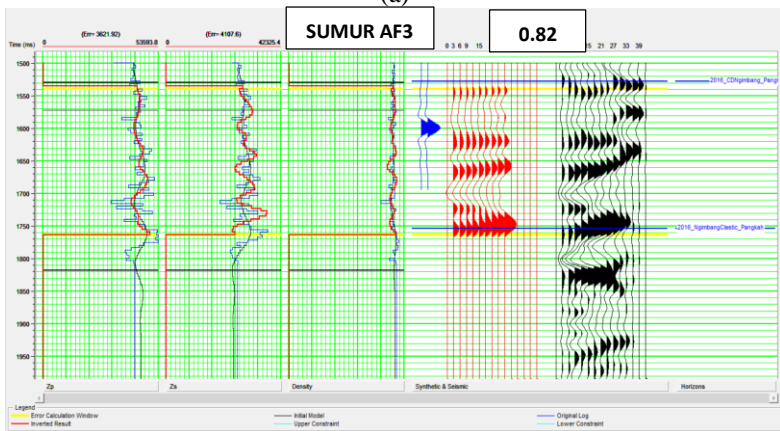 (a)
(Err= 3621.92)
(Err= 4107.6)
SUMUR AF3
0.82
Time (ms)
0
53593.8
0
42325.4
0 3 6 9 15
15 21 27 33 39
1500
1550
1600
1650
1700
1750
1800
1850
1900
1950
2016_CDNgimbang_Pangk
2016_NgimbangClastic_Pangkah
Zp
Zs
Density
Synthetic & Seismic
Horizons
Legend
Error Calculation Window
Initial Model
Original Log
Inverted Result
Upper Constraint
Lower Constraint